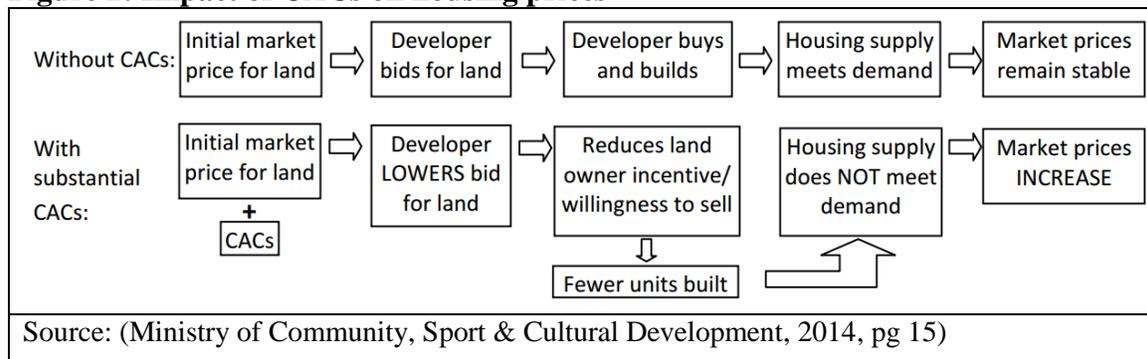 Without CACs:
Initial market
price for land
Developer
bids for land
Developer buys
and builds
Housing supply
meets demand
Market prices
remain stable
With
substantial
CACs:
Initial market
price for land
+
CACs
Developer
LOWERS bid
for land
Reduces land
owner incentive/
willingness to sell
Fewer units built
Housing supply
does NOT meet
demand
Market prices
INCREASE
Source: (Ministry of Community, Sport & Cultural Development, 2014, pg 15)